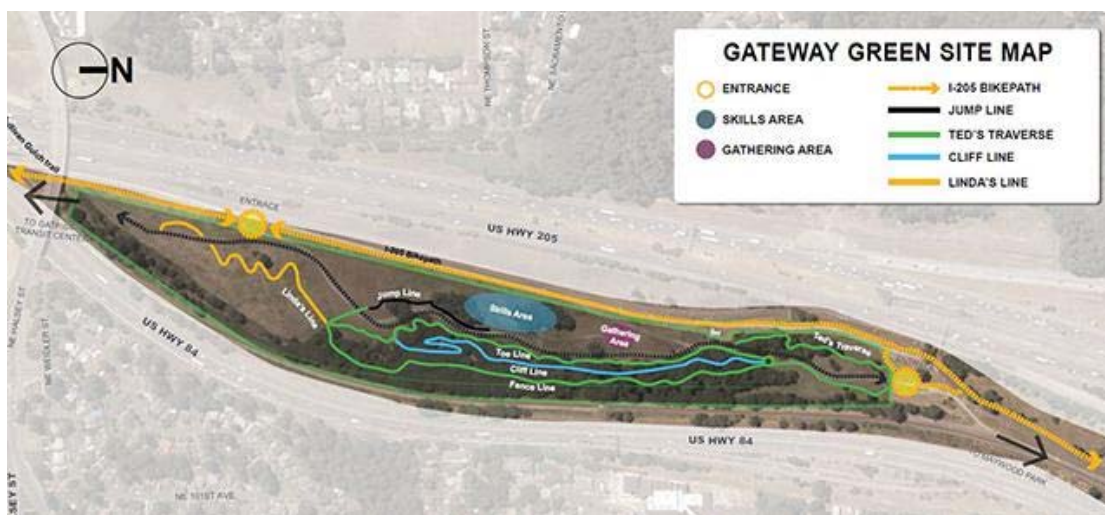 N
NE THOMPSON ST.
NE SACRAMENTO
GATEWAY GREEN SITE MAP
ENTRANCE
SKILLS AREA
GATHERING AREA
I-205 BIKEPATH
JUMP LINE
TED'S TRAVERSE
CLIFF LINE
LINDA'S LINE
Gulch trail
ENTRANCE
TRANSIT CENTER
US HWY 205
I-205 Bikepath
Linda's Line
Jump Line
Skills Area
Gathering
Area
Ted's Traverse
Toe Line
Cliff Line
Fence Line
US HWY 84
US HWY 84
NE HALSEY ST
NE WEIDLER ST
NE 101ST AVE
TO MAYWOOD PARK
SEY ST